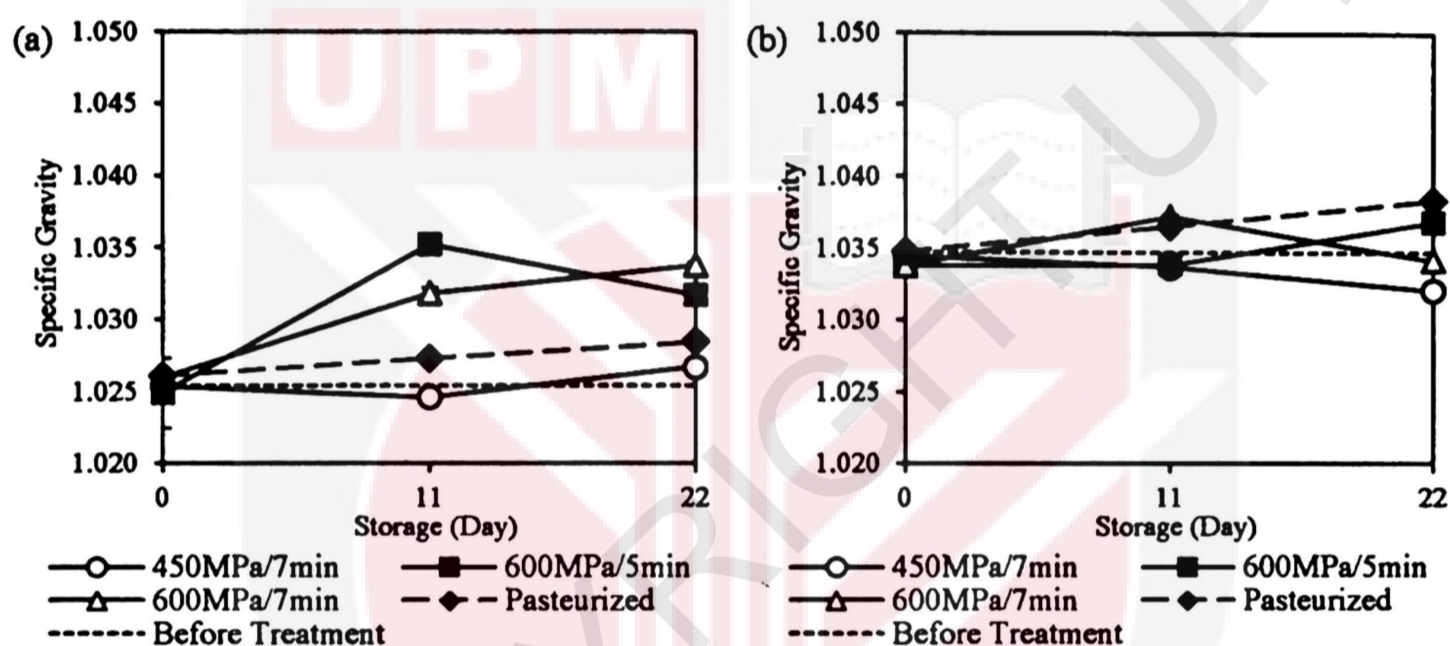 (a)
1.050
1.045
1.040
1.035
1.030
1.025
1.020
Specific Gravity
0 11 22
Storage (Day)
450MPa/7min 600MPa/5min
600MPa/7min Pasteurized
Before Treatment
(b)
1.050
1.045
1.040
1.035
1.030
1.025
1.020
Specific Gravity
0 11 22
Storage (Day)
450MPa/7min 600MPa/5min
600MPa/7min Pasteurized
Before Treatment
UPM
YRIGHT UP